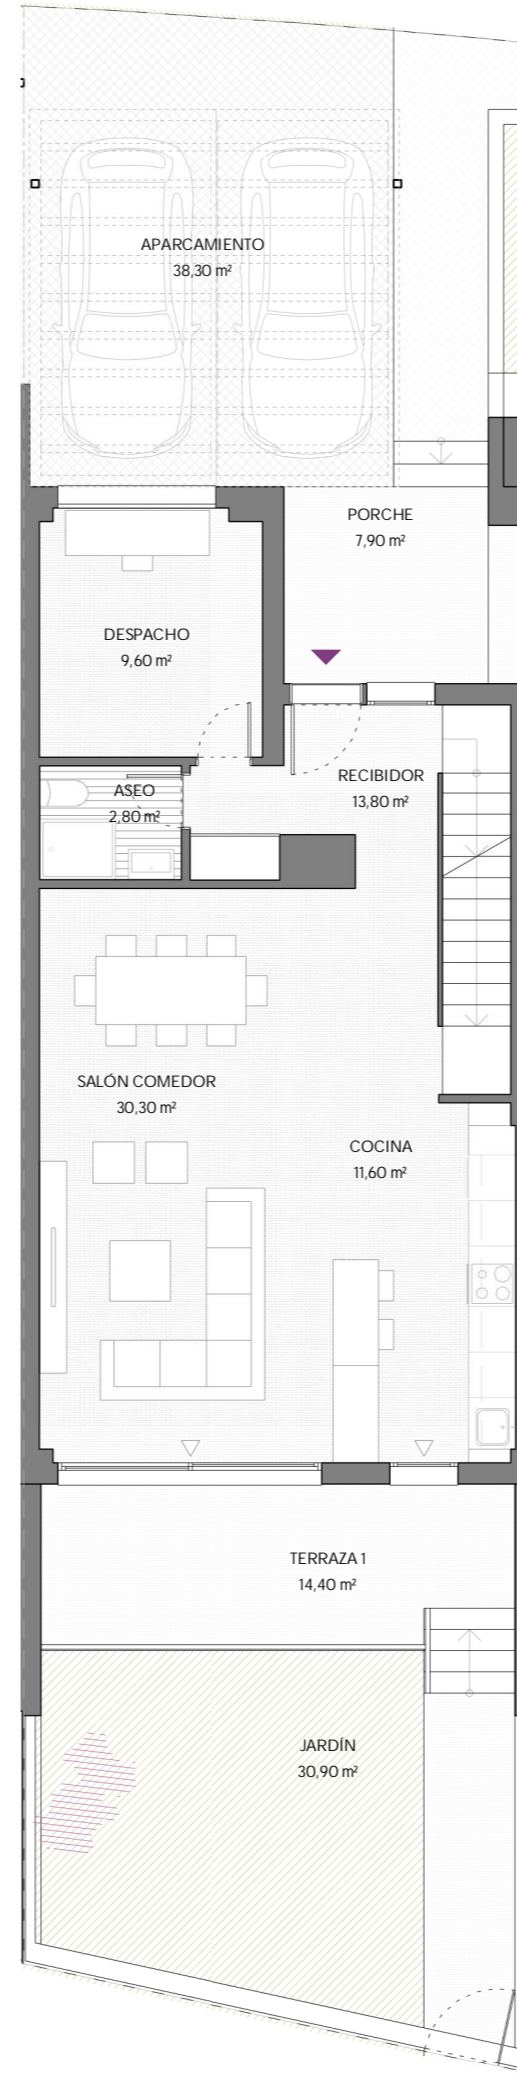 APARCAMIENTO
38,30 m²
PORCHE
7,90 m²
DESPACHO
9,60 m²
RECIBIDOR
13,80 m²
ASEO
2,80 m²
SALÓN COMEDOR
30,30 m²
COCINA
11,60 m²
TERRAZA 1
14,40 m²
JARDÍN
30,90 m²